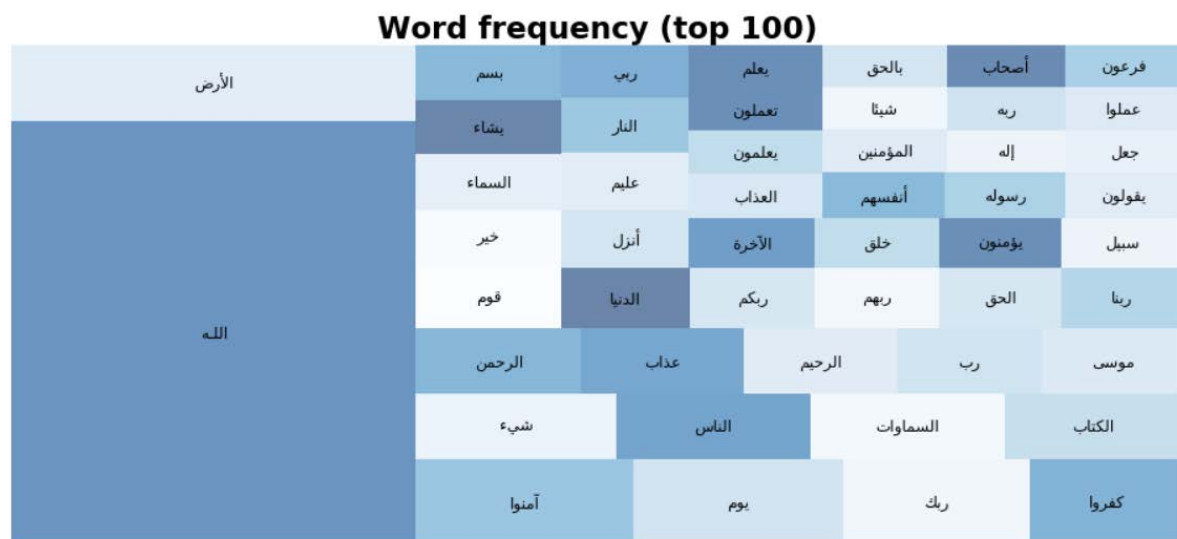 Word frequency (top 100)
الأرض
الله
بسم
ربي
يعلم
بالحق
أصحاب
فرعون
يشاء
النار
تعملون
شيئا
ربه
عملوا
يعلمون
المؤمنين
إله
جعل
السماء
عليم
العذاب
أنفسهم
رسوله
يقولون
خير
أنزل
الآخرة
خلق
يؤمنون
سبيل
قوم
الدنيا
ربكم
ربهم
الحق
ربنا
الرحمن
عذاب
الرحيم
رب
موسى
شيء
الناس
السماوات
الكتاب
آمنوا
يوم
ربك
كفروا